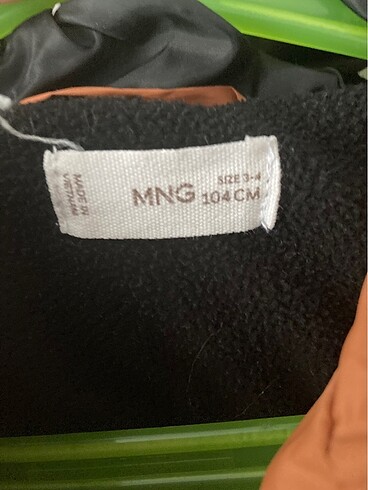 MADE IN
VIETNAM
MNG
SIZE 3-4
104 CM